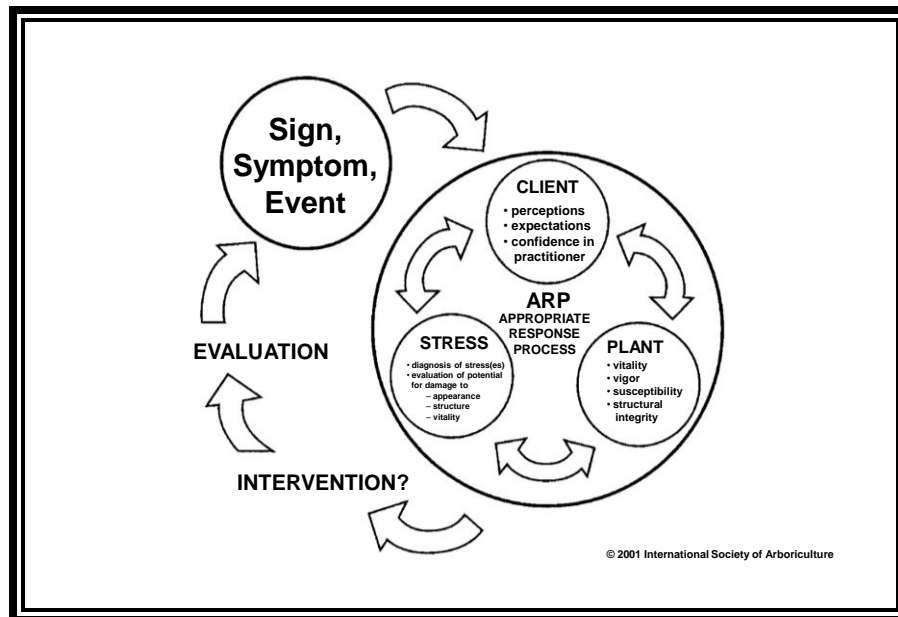 Sign,
Symptom,
Event
CLIENT
• perceptions
• expectations
• confidence in
practitioner
ARP
APPROPRIATE
RESPONSE
PROCESS
STRESS
• diagnosis of stress(es)
• evaluation of potential
for damage to
– appearance
– structure
– vitality
PLANT
• vitality
• vigor
• susceptibility
• structural
integrity
EVALUATION
INTERVENTION?
© 2001 International Society of Arboriculture